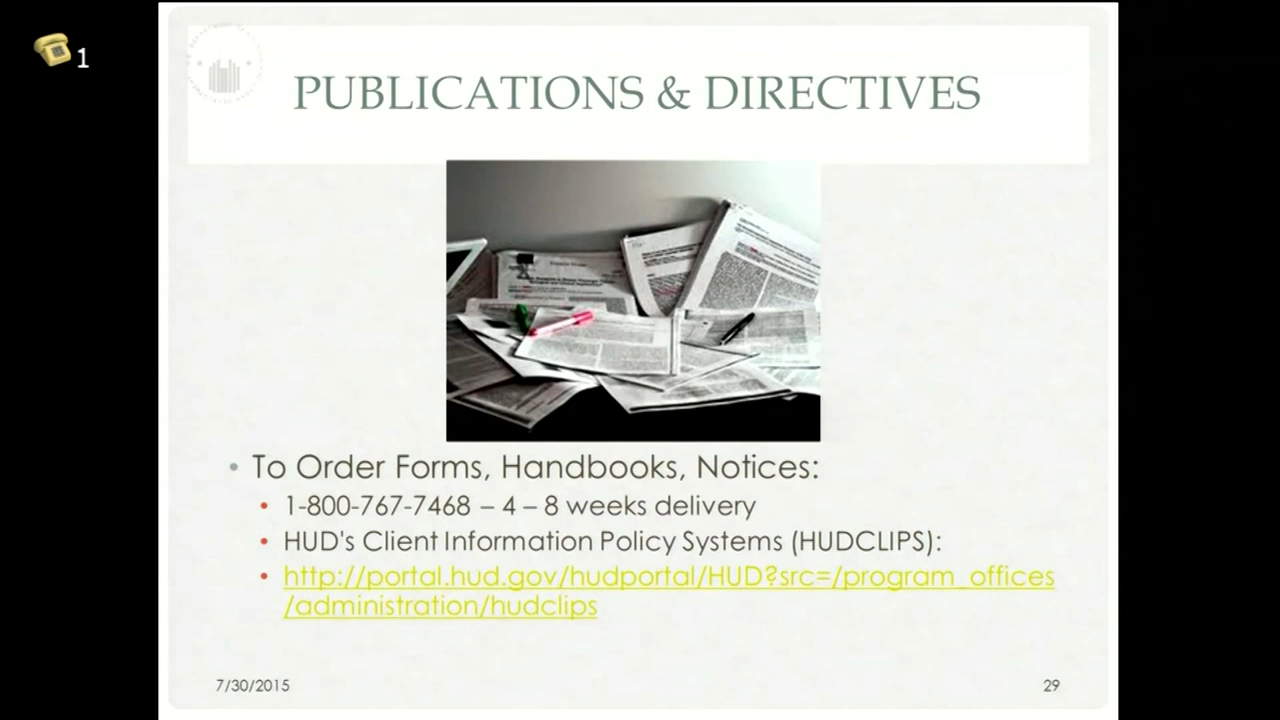 1
PUBLICATIONS & DIRECTIVES
• To Order Forms, Handbooks, Notices:
• 1-800-767-7468 – 4 – 8 weeks delivery
• HUD's Client Information Policy Systems (HUDCLIPS):
• http://portal.hud.gov/hudportal/HUD?src=/program_offices
/administration/hudclips
7/30/2015
29